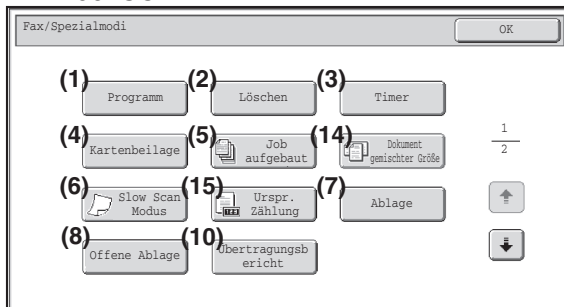 Fax/Spezialmodi OK
(1) Programm (2) Löschen (3) Timer
(4) Kartenbeilage (5) Job aufgebaut (14) Dokument gemischter Größe
1
2
(6) Slow Scan Modus (15) 123 Urspr. Zählung (7) Ablage
(8) Offene Ablage (10) Übertragungsb ericht